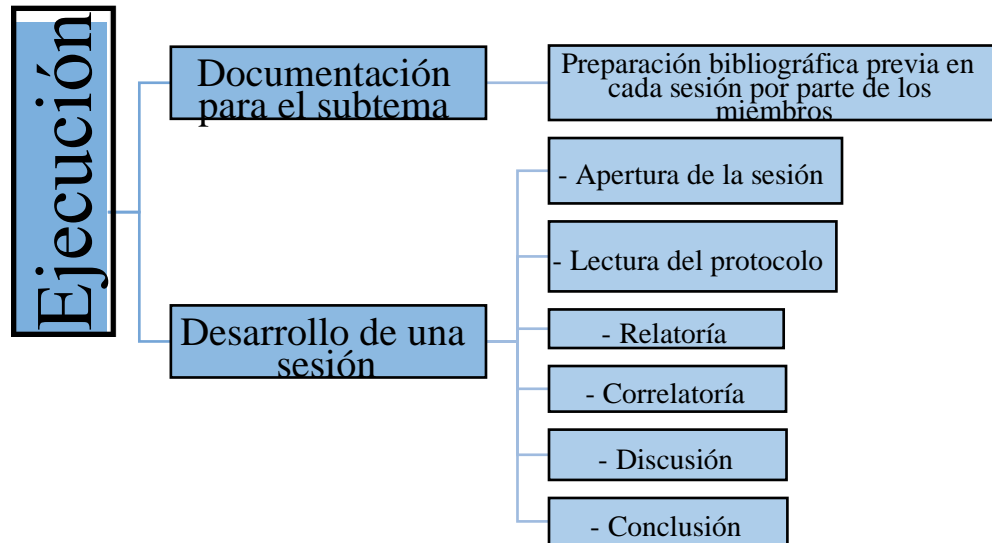 Ejecución
Documentación
para el subtema
Preparación bibliográfica previa en
cada sesión por parte de los
miembros
Desarrollo de una
sesión
- Apertura de la sesión
- Lectura del protocolo
- Relatoría
- Correlatoría
- Discusión
- Conclusión